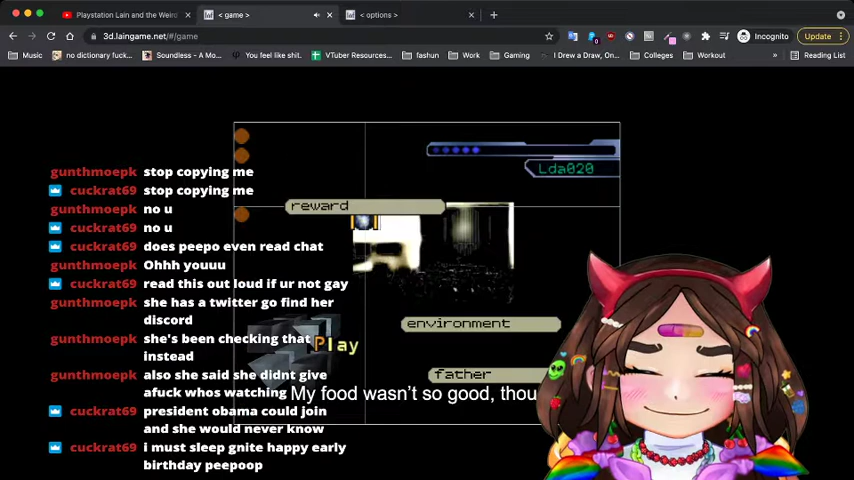 Playstation Lain and the Weird
< game >
< options >
3d.laingame.net/#/game
Incognito
Update
Music
no dictionary fuck...
Soundless - A Mo...
You feel like shit.
VTuber Resources...
fashun
Work
Gaming
I Drew a Draw, On...
Colleges
Workout
Reading List
gunthmoepk stop copying me
cuckrat69 stop copying me
gunthmoepk no u
cuckrat69 no u
cuckrat69 does peepo even read chat
gunthmoepk Ohhh youuu
cuckrat69 read this out loud if ur not gay
gunthmoepk she has a twitter go find her
discord
gunthmoepk she's been checking that
instead
gunthmoepk also she said she didnt give
afuck whos watching
cuckrat69 president obama could join
and she would never know
cuckrat69 i must sleep gnite happy early
birthday peepoop
Lda020
reward
environment
Play
father
My food wasn't so good, thou